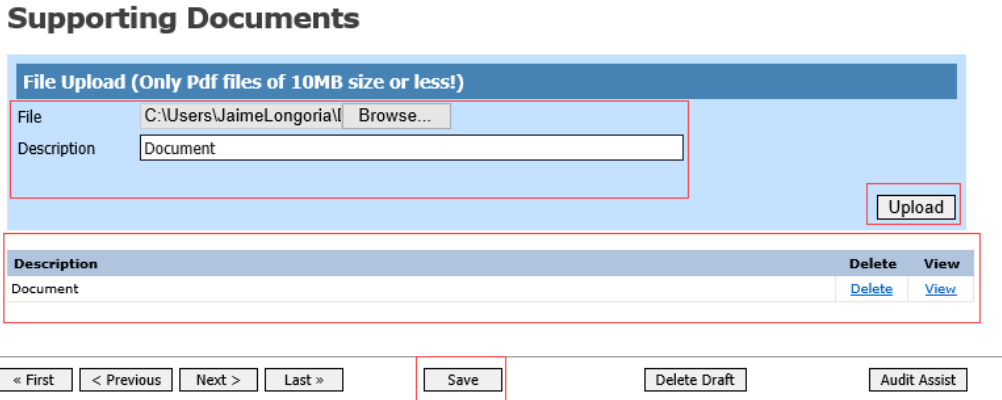 Supporting Documents
File Upload (Only Pdf files of 10MB size or less!)
File C:\Users\JaimeLongoria\ Browse...
Description Document
Upload
Description Delete View
Document Delete View
« First < Previous Next > Last » Save Delete Draft Audit Assist